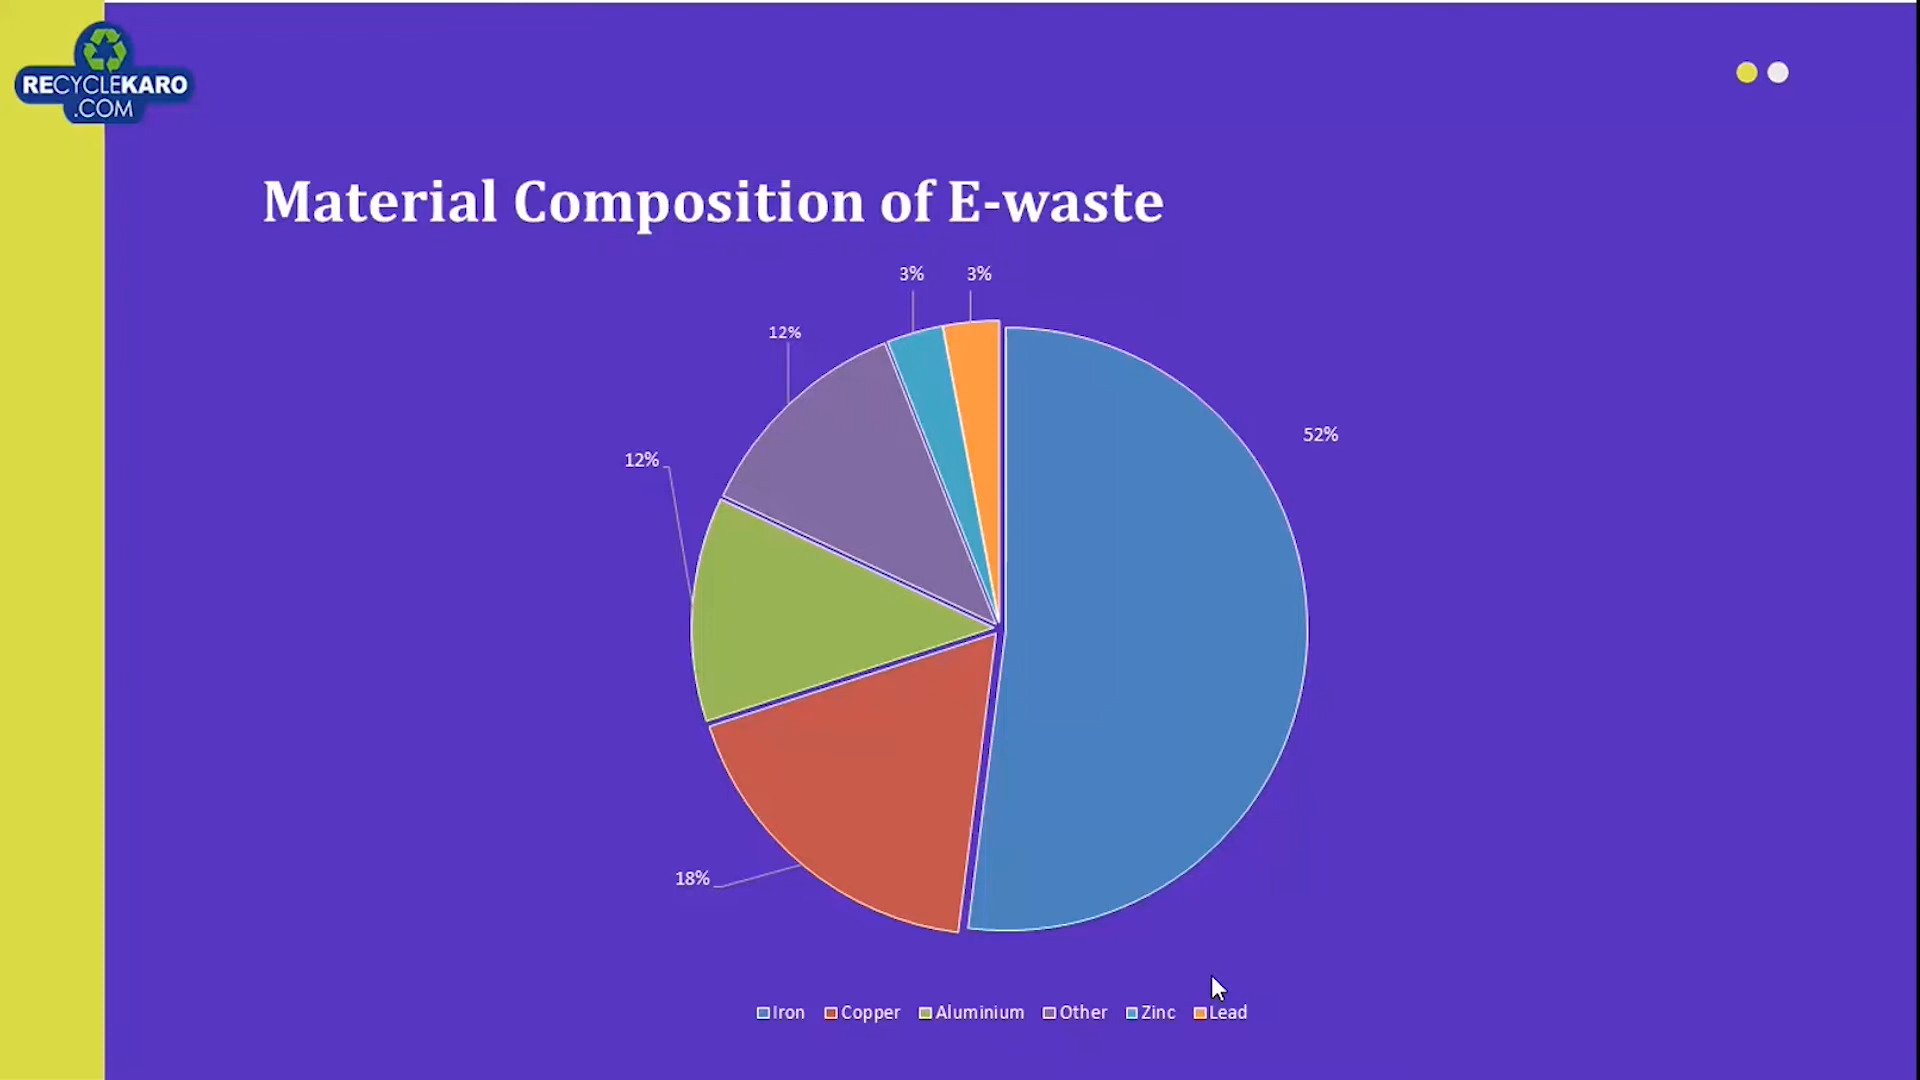 RECYCLEKARO
.COM
Material Composition of E-waste
3% 3%
12%
52%
12%
18%
Iron Copper Aluminium Other Zinc Lead